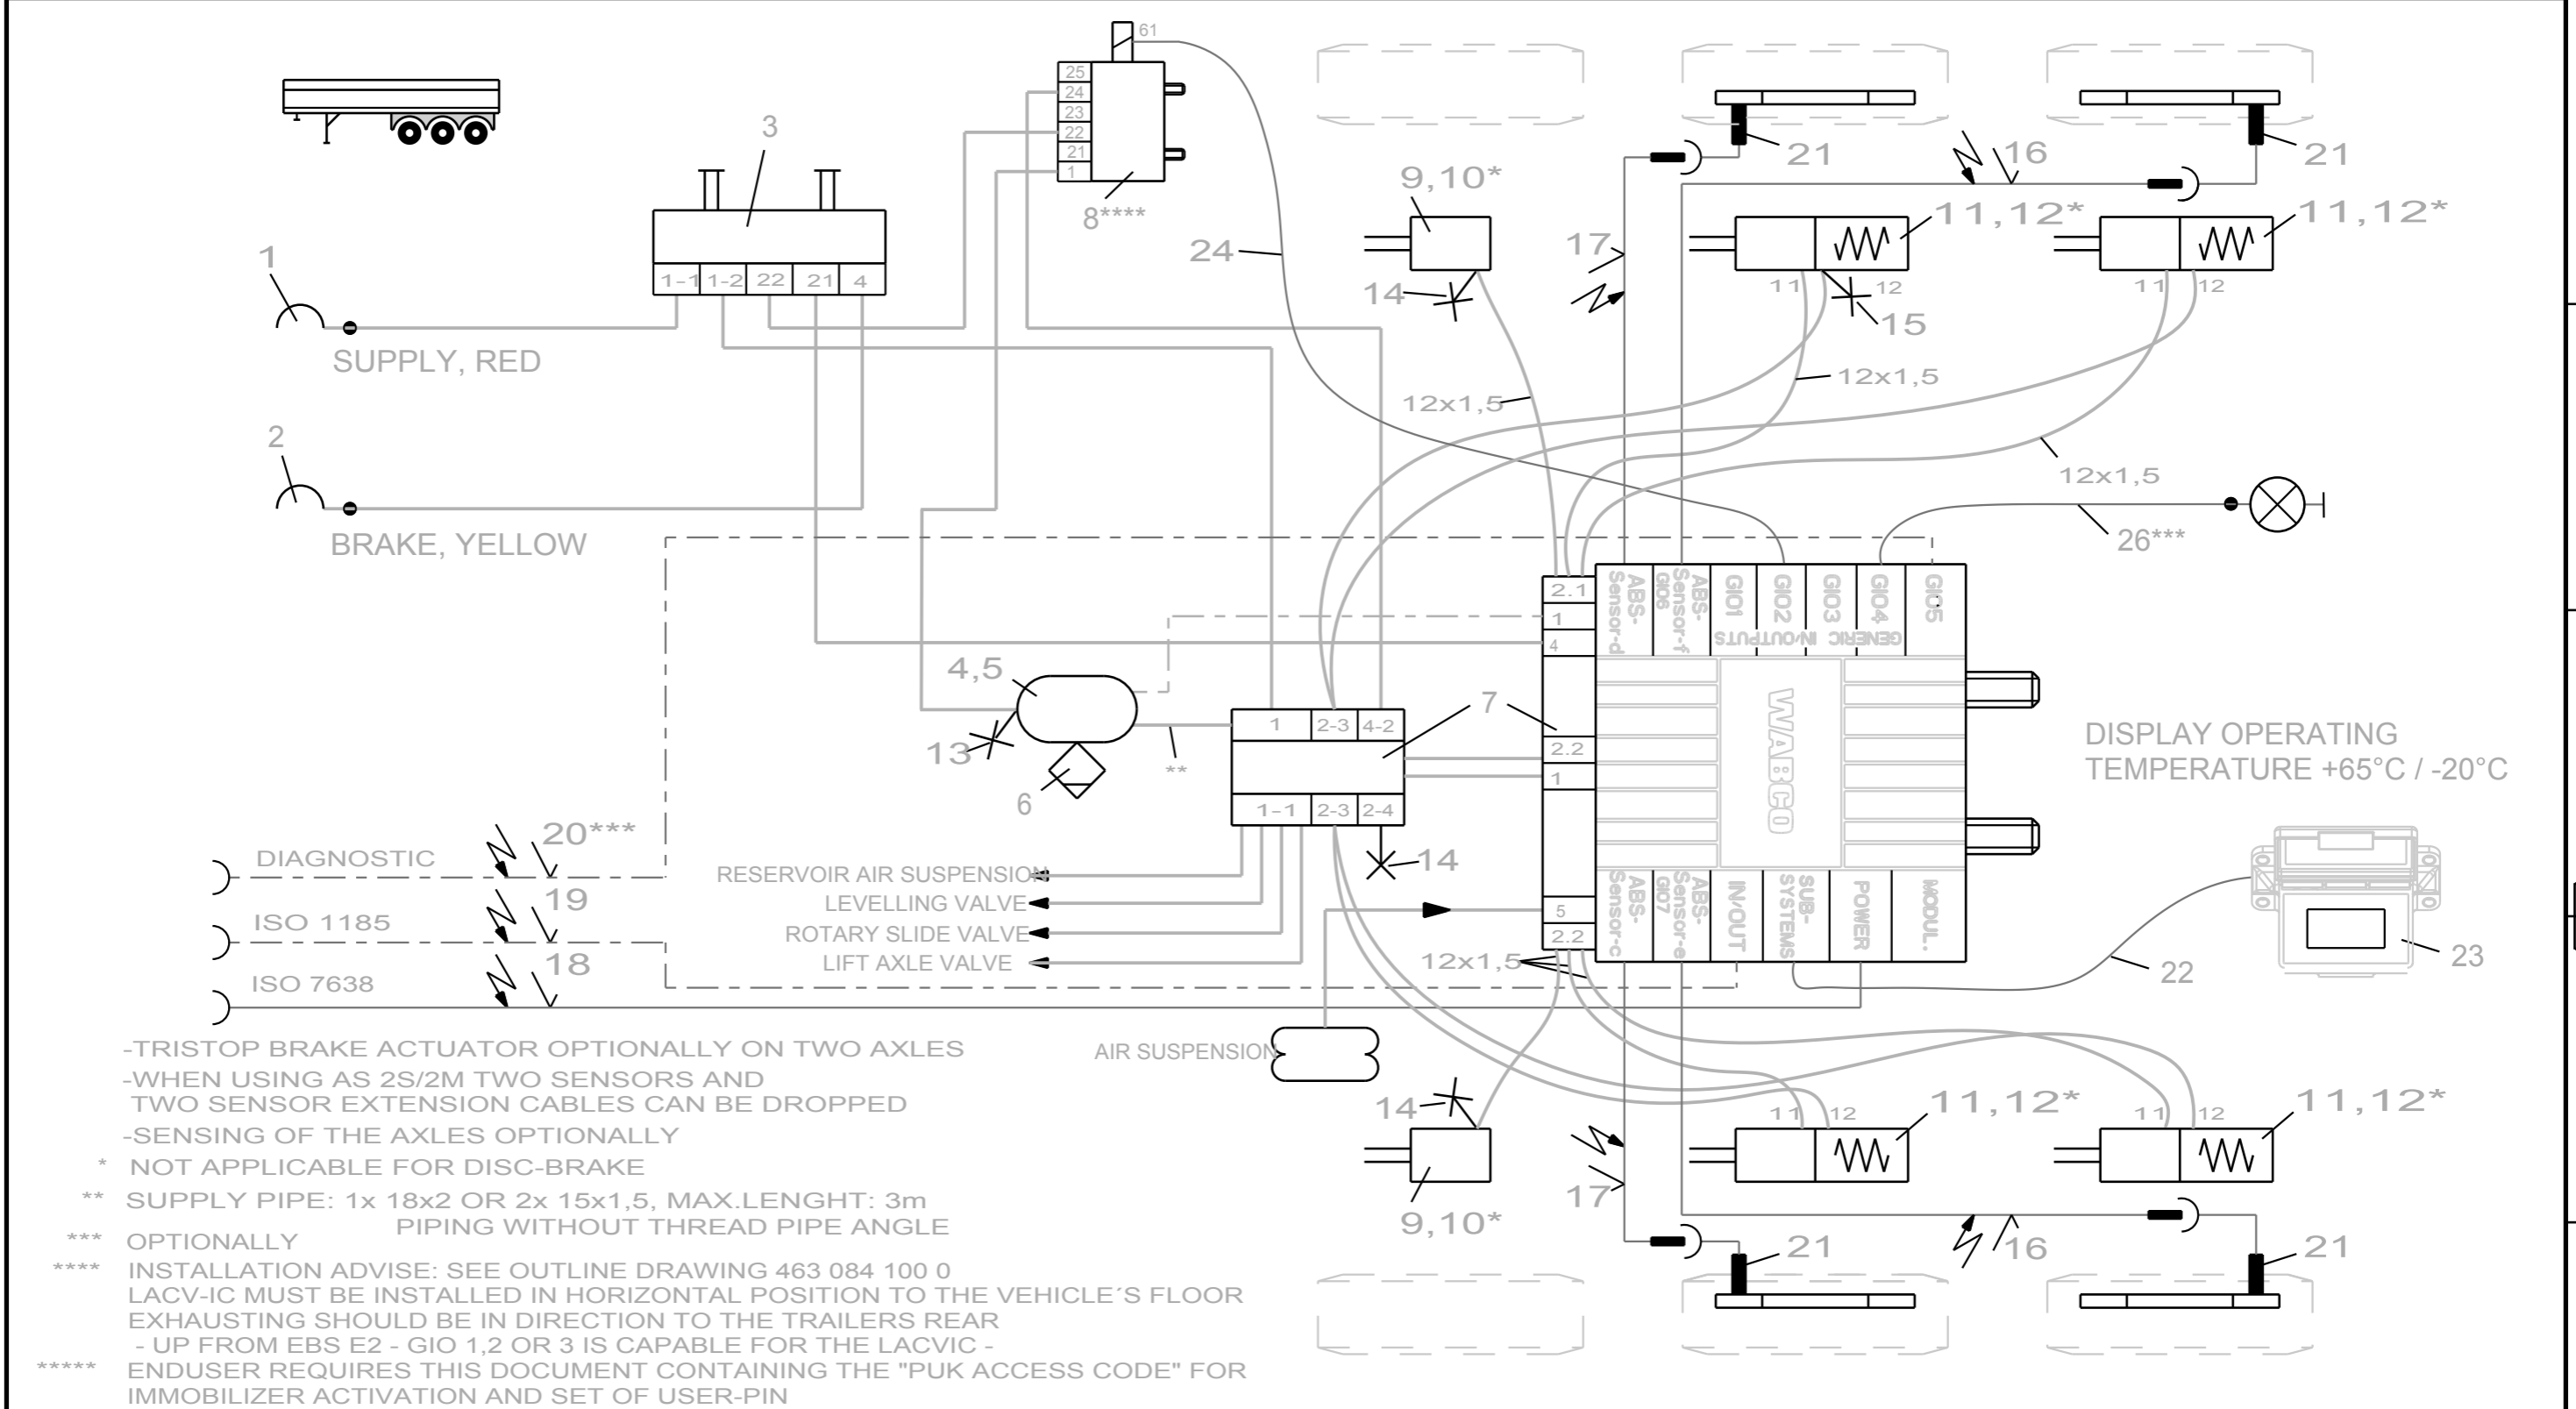 61
25
24
23
22
21
1
8****
3
1-1 1-2 22 21 4
1
SUPPLY, RED
2
BRAKE, YELLOW
24
9,10*
14
12x1,5
17
21
16
21
11,12*
11 12
15
12x1,5
11,12*
11 12
12x1,5
26***
2.1
1
4
2.2
1
5
2.2
ABS-
Sensor-d
ABS-
Sensor-f
GIO6
GIO1
GIO2
GIO3
GIO4
GIO5
GENERIC IN/OUTPUTS
WABCO
ABS-
Sensor-c
ABS-
Sensor-e
GIO7
IN/OUT
SUB-
SYSTEMS
POWER
MODUL.
4,5
13
6
**
7
1 2-3 4-2
1-1 2-3 2-4
14
DISPLAY OPERATING
TEMPERATURE +65°C / -20°C
22
23
DIAGNOSTIC
20***
ISO 1185
19
ISO 7638
18
RESERVOIR AIR SUSPENSION
LEVELLING VALVE
ROTARY SLIDE VALVE
LIFT AXLE VALVE
12x1,5
AIR SUSPENSION
14
9,10*
17
11 12
11,12*
11 12
11,12*
21
16
21
-TRISTOP BRAKE ACTUATOR OPTIONALLY ON TWO AXLES
-WHEN USING AS 2S/2M TWO SENSORS AND
TWO SENSOR EXTENSION CABLES CAN BE DROPPED
-SENSING OF THE AXLES OPTIONALLY
* NOT APPLICABLE FOR DISC-BRAKE
** SUPPLY PIPE: 1x 18x2 OR 2x 15x1,5, MAX.LENGHT: 3m
PIPING WITHOUT THREAD PIPE ANGLE
*** OPTIONALLY
**** INSTALLATION ADVISE: SEE OUTLINE DRAWING 463 084 100 0
LACV-IC MUST BE INSTALLED IN HORIZONTAL POSITION TO THE VEHICLE´S FLOOR
EXHAUSTING SHOULD BE IN DIRECTION TO THE TRAILERS REAR
- UP FROM EBS E2 - GIO 1,2 OR 3 IS CAPABLE FOR THE LACVIC -
***** ENDUSER REQUIRES THIS DOCUMENT CONTAINING THE "PUK ACCESS CODE" FOR
IMMOBILIZER ACTIVATION AND SET OF USER-PIN